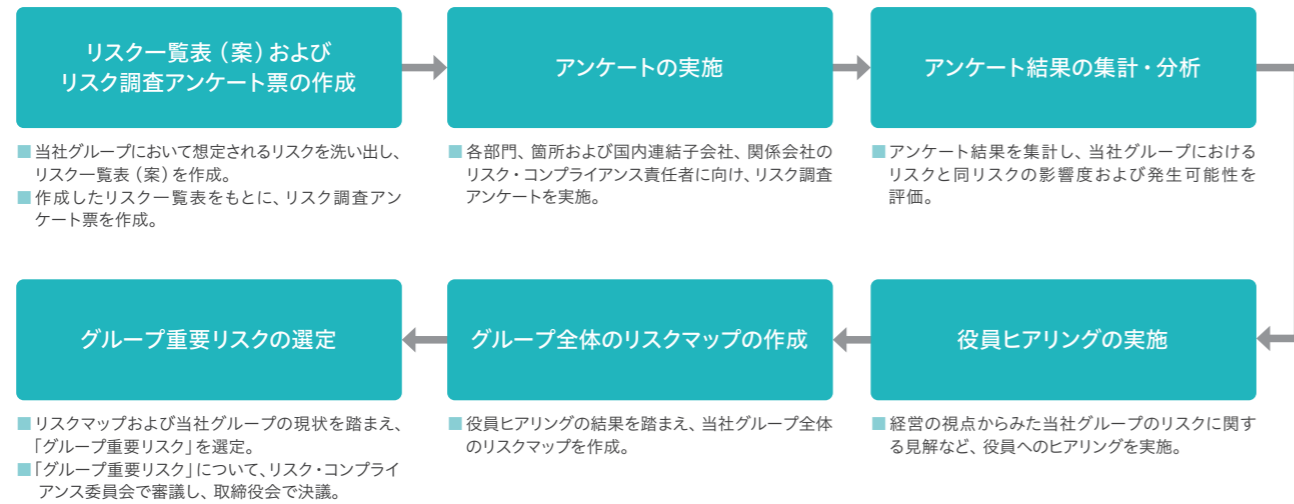 リスク一覧表（案）および
リスク調査アンケート票の作成
■当社グループにおいて想定されるリスクを洗い出し、
リスク一覧表（案）を作成。
■作成したリスク一覧表をもとに、リスク調査アン
ケート票を作成。
アンケートの実施
■各部門、箇所および国内連結子会社、関係会社の
リスク・コンプライアンス責任者に向け、リスク調査
アンケートを実施。
アンケート結果の集計・分析
■アンケート結果を集計し、当社グループにおける
リスクと同リスクの影響度および発生可能性を
評価。
役員ヒアリングの実施
■経営の視点からみた当社グループのリスクに関す
る見解など、役員へのヒアリングを実施。
グループ全体のリスクマップの作成
■役員ヒアリングの結果を踏まえ、当社グループ全体
のリスクマップを作成。
グループ重要リスクの選定
■リスクマップおよび当社グループの現状を踏まえ、
「グループ重要リスク」を選定。
■「グループ重要リスク」について、リスク・コンプライ
アンス委員会で審議し、取締役会で決議。